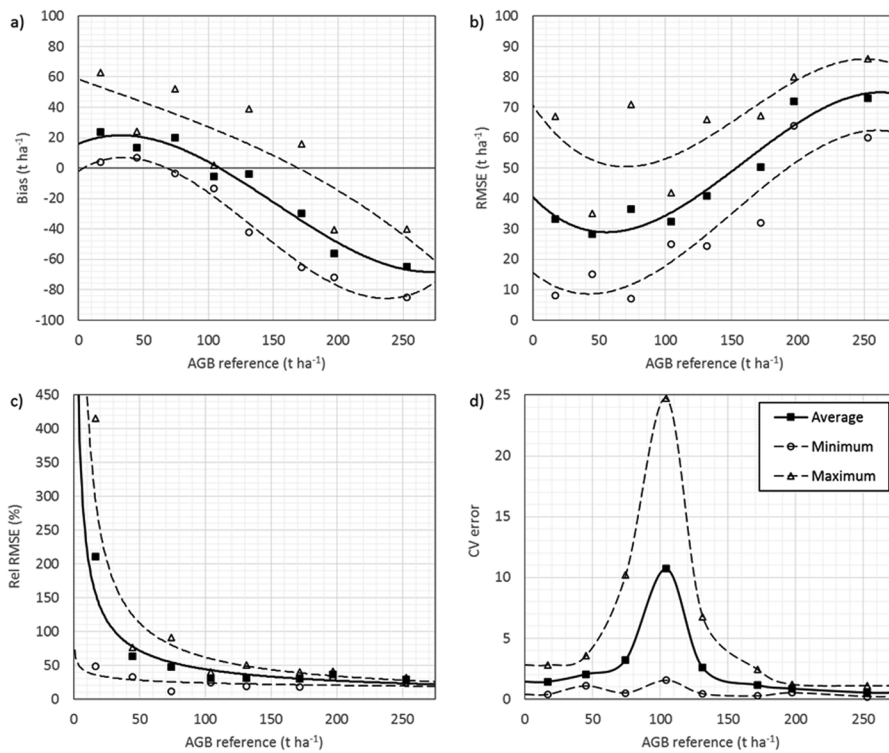 a)
100
80
60
40
20
0
-20
-40
-60
-80
-100
Bias (t ha⁻¹)
0 50 100 150 200 250
AGB reference (t ha⁻¹)
b)
100
90
80
70
60
50
40
30
20
10
0
RMSE (t ha⁻¹)
0 50 100 150 200 250
AGB reference (t ha⁻¹)
c)
450
400
350
300
250
200
150
100
50
0
Rel RMSE (%)
0 50 100 150 200 250
AGB reference (t ha⁻¹)
d)
25
20
15
10
5
0
CV error
0 50 100 150 200 250
AGB reference (t ha⁻¹)
Average
Minimum
Maximum